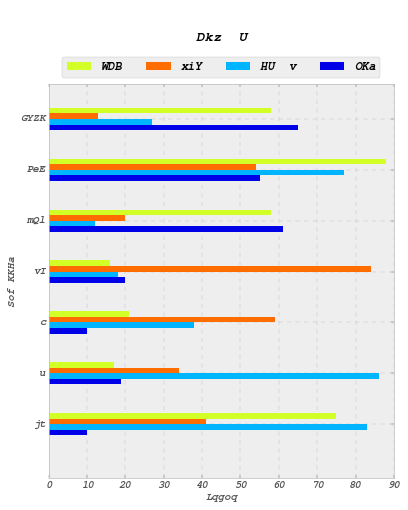 Dkz U
WDB xiY HU v OKa
GYZK
PeE
mQl
vI
c
u
jt
Sof KKHa
0 10 20 30 40 50 60 70 80 90
Lqgoq